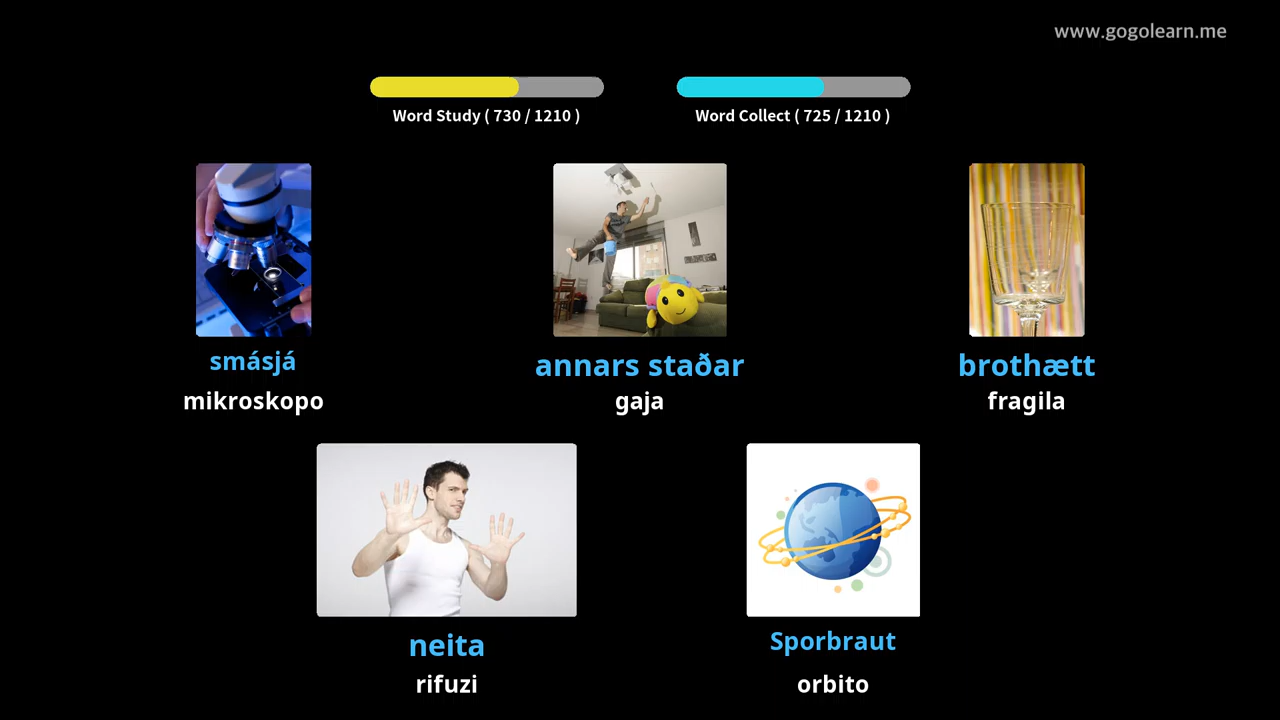 www.gogolearn.me
Word Study ( 730 / 1210 )
Word Collect ( 725 / 1210 )
smásjá
annars staðar
brothætt
mikroskopo
gaja
fragila
neita
Sporbraut
rifuzi
orbito